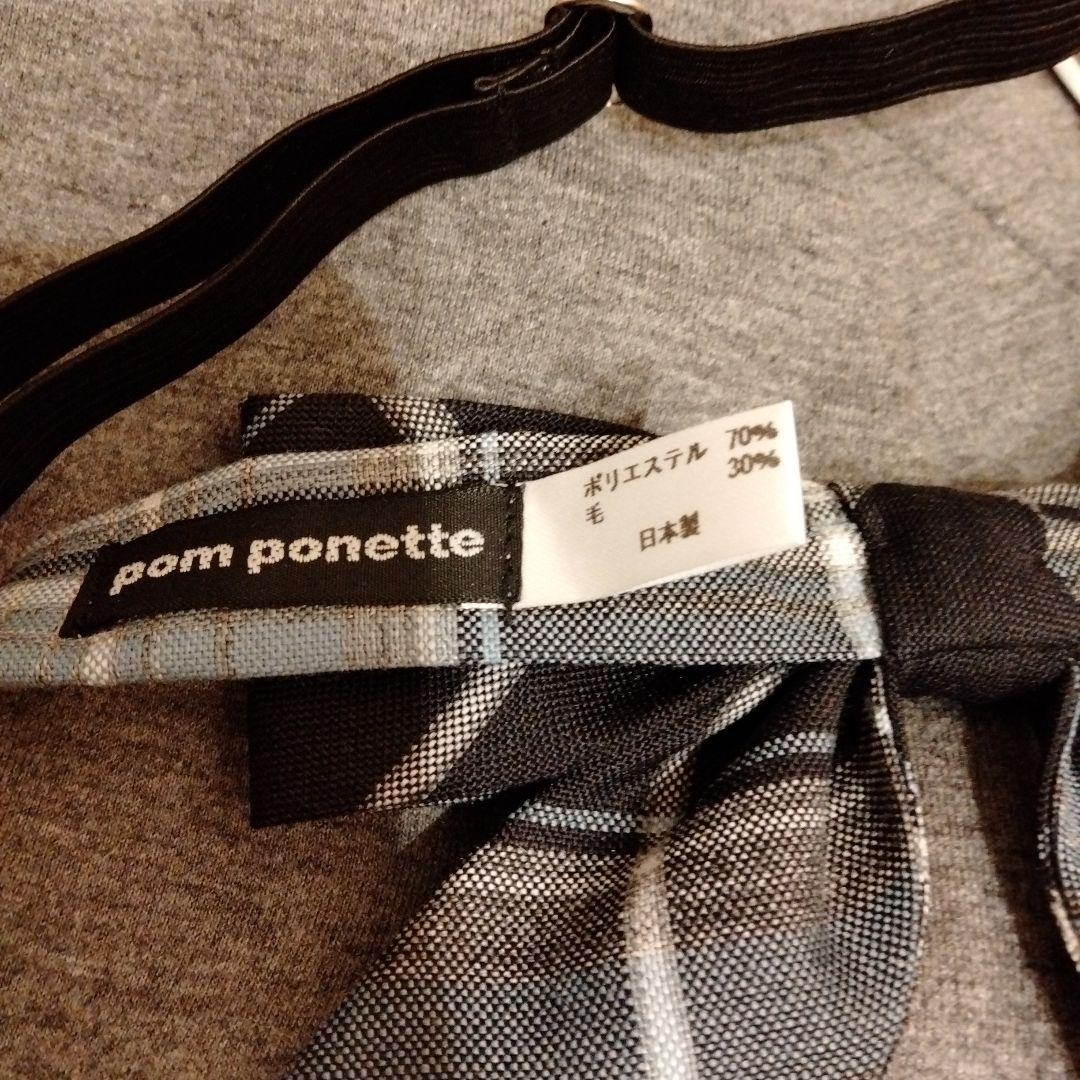 pom ponette
ポリエステル 70%
毛 30%
日本製